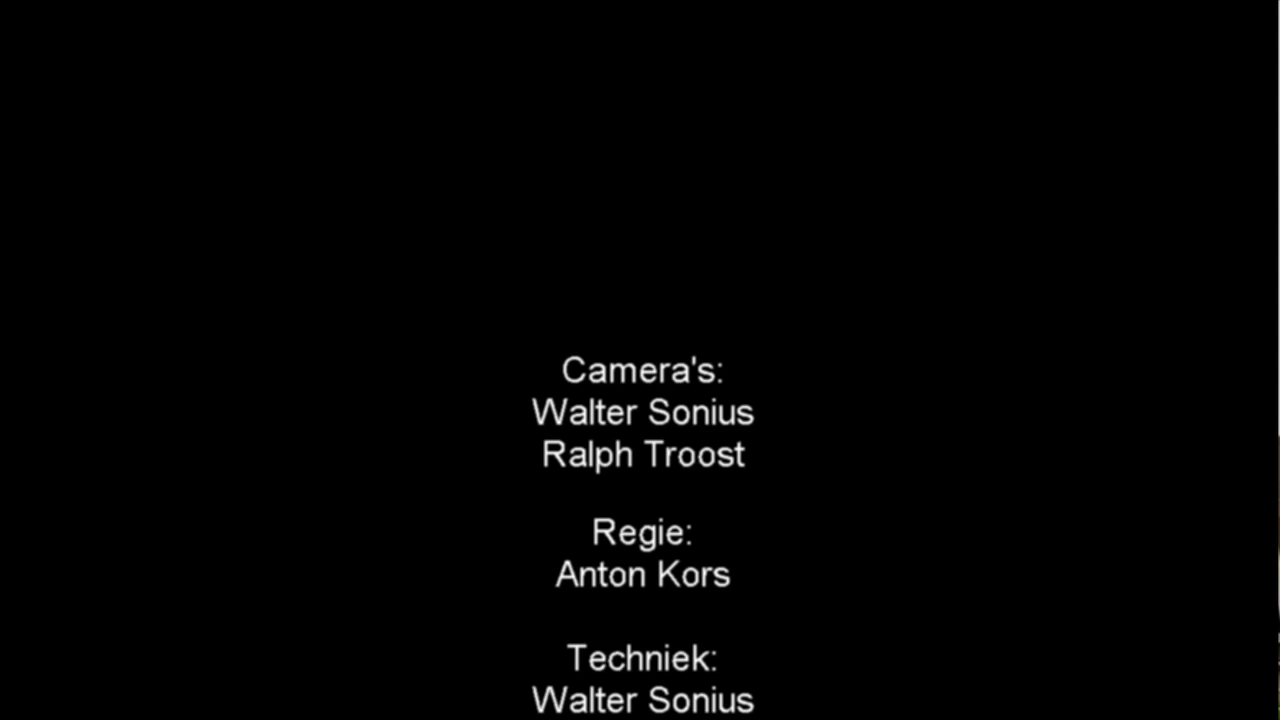 Camera's:
Walter Sonius
Ralph Troost
Regie:
Anton Kors
Techniek:
Walter Sonius